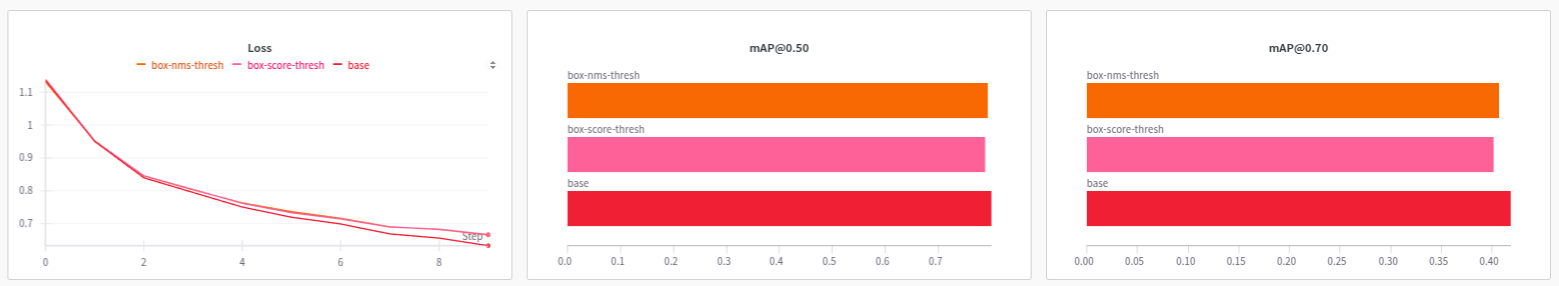 Loss
box-nms-thresh box-score-thresh base
1.1
1
0.9
0.8
0.7
Step
0 2 4 6 8
mAP@0.50
box-nms-thresh
box-score-thresh
base
0.0 0.1 0.2 0.3 0.4 0.5 0.6 0.7
mAP@0.70
box-nms-thresh
box-score-thresh
base
0.00 0.05 0.10 0.15 0.20 0.25 0.30 0.35 0.40